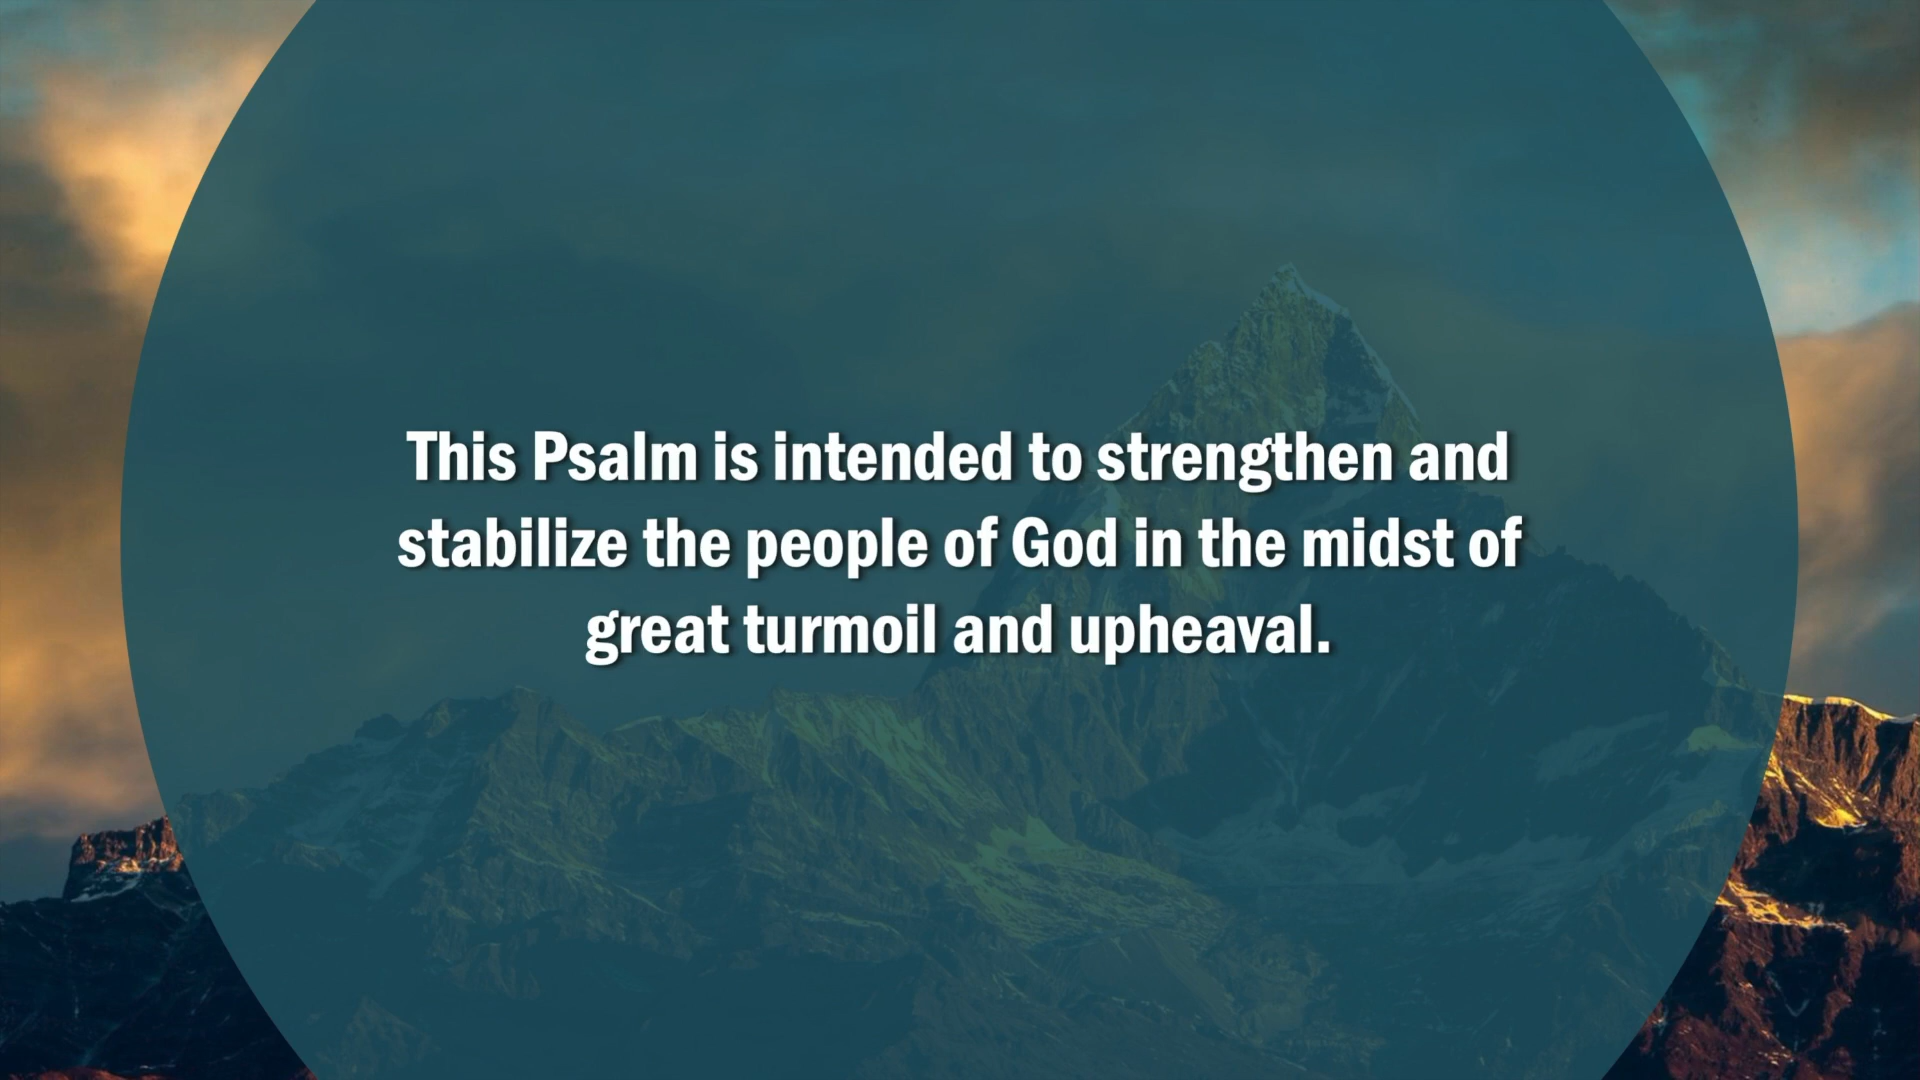 This Psalm is intended to strengthen and
stabilize the people of God in the midst of
great turmoil and upheaval.